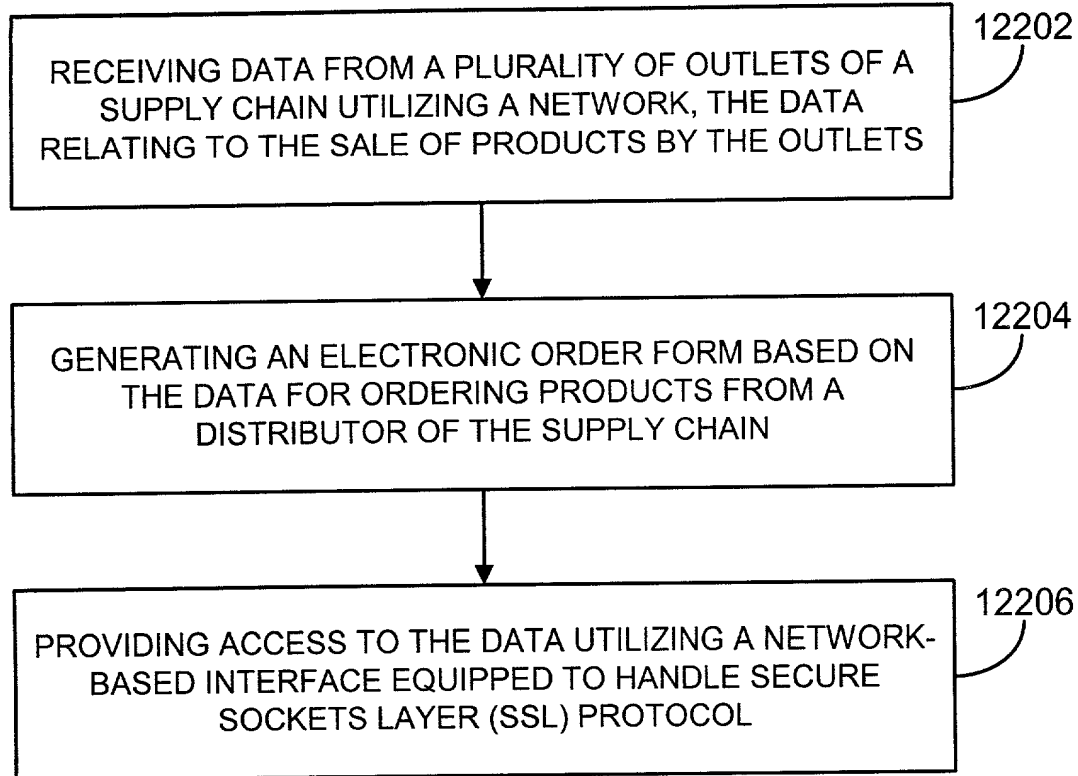 12202
RECEIVING DATA FROM A PLURALITY OF OUTLETS OF A
SUPPLY CHAIN UTILIZING A NETWORK, THE DATA
RELATING TO THE SALE OF PRODUCTS BY THE OUTLETS
12204
GENERATING AN ELECTRONIC ORDER FORM BASED ON
THE DATA FOR ORDERING PRODUCTS FROM A
DISTRIBUTOR OF THE SUPPLY CHAIN
12206
PROVIDING ACCESS TO THE DATA UTILIZING A NETWORK-
BASED INTERFACE EQUIPPED TO HANDLE SECURE
SOCKETS LAYER (SSL) PROTOCOL